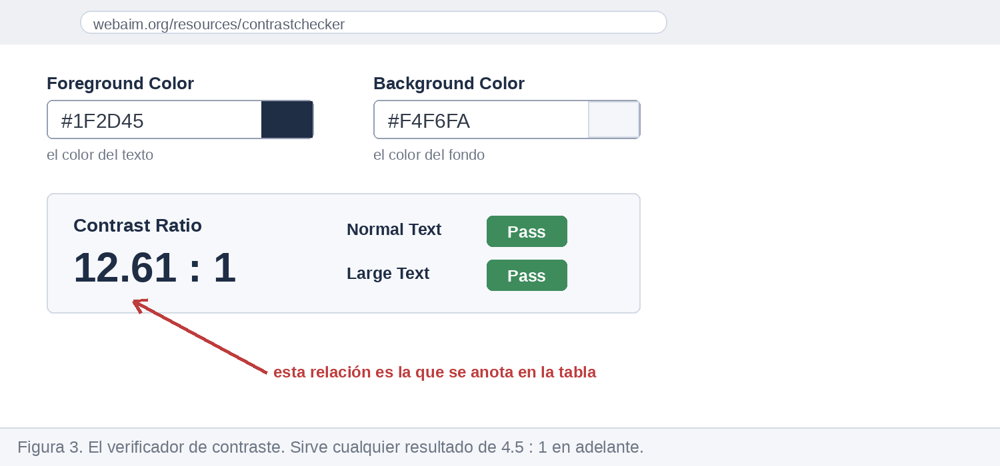 webaim.org/resources/contrastchecker
Foreground Color
Background Color
#1F2D45
#F4F6FA
el color del texto
el color del fondo
Contrast Ratio
12.61 : 1
Normal Text
Pass
Large Text
Pass
esta relación es la que se anota en la tabla
Figura 3. El verificador de contraste. Sirve cualquier resultado de 4.5 : 1 en adelante.